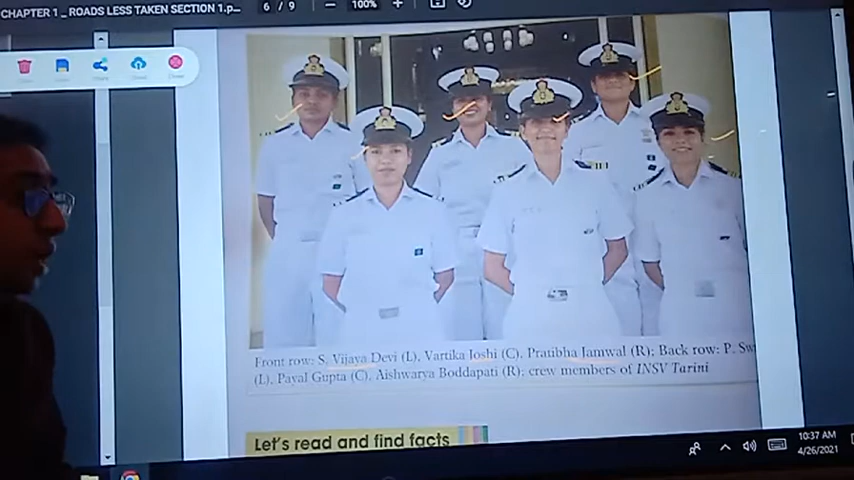 CHAPTER 1 _ ROADS LESS TAKEN SECTION 1.p...
6 / 9
100%
Front row: S. Vijaya Devi (L), Vartika Joshi (C), Pratibha Jamwal (R); Back row: P. Sw
(L), Payal Gupta (C), Aishwarya Boddapati (R); crew members of INSV Tarini
Let's read and find facts
10:37 AM
4/26/2021